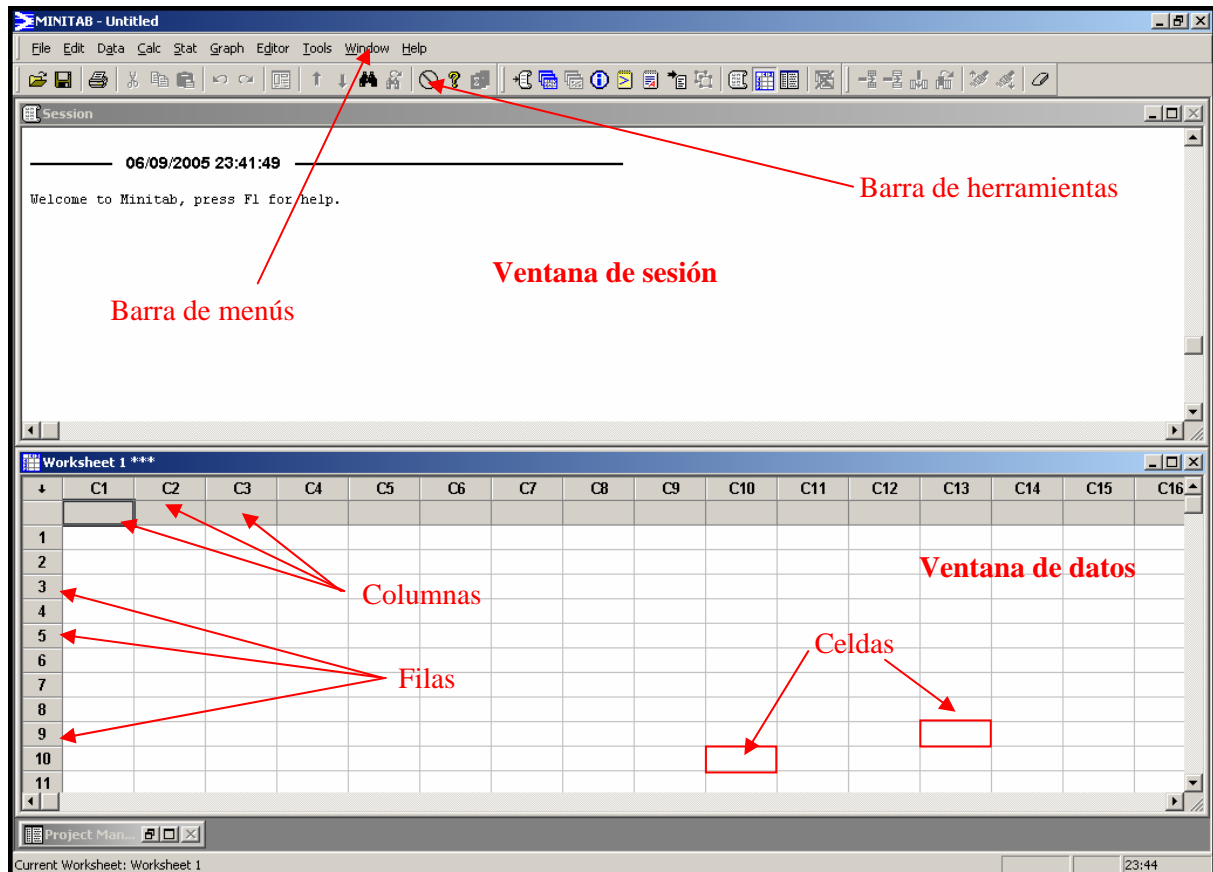 MINITAB - Untitled
File Edit Data Calc Stat Graph Editor Tools Window Help
Session
06/09/2005 23:41:49
Welcome to Minitab, press F1 for help.
Barra de herramientas
Ventana de sesión
Barra de menús
Worksheet 1 ***
C1 C2 C3 C4 C5 C6 C7 C8 C9 C10 C11 C12 C13 C14 C15 C16
1
2
Ventana de datos
3
Columnas
4
5
Celdas
6
7
Filas
8
9
10
11
Project Man...
Current Worksheet: Worksheet 1
23:44